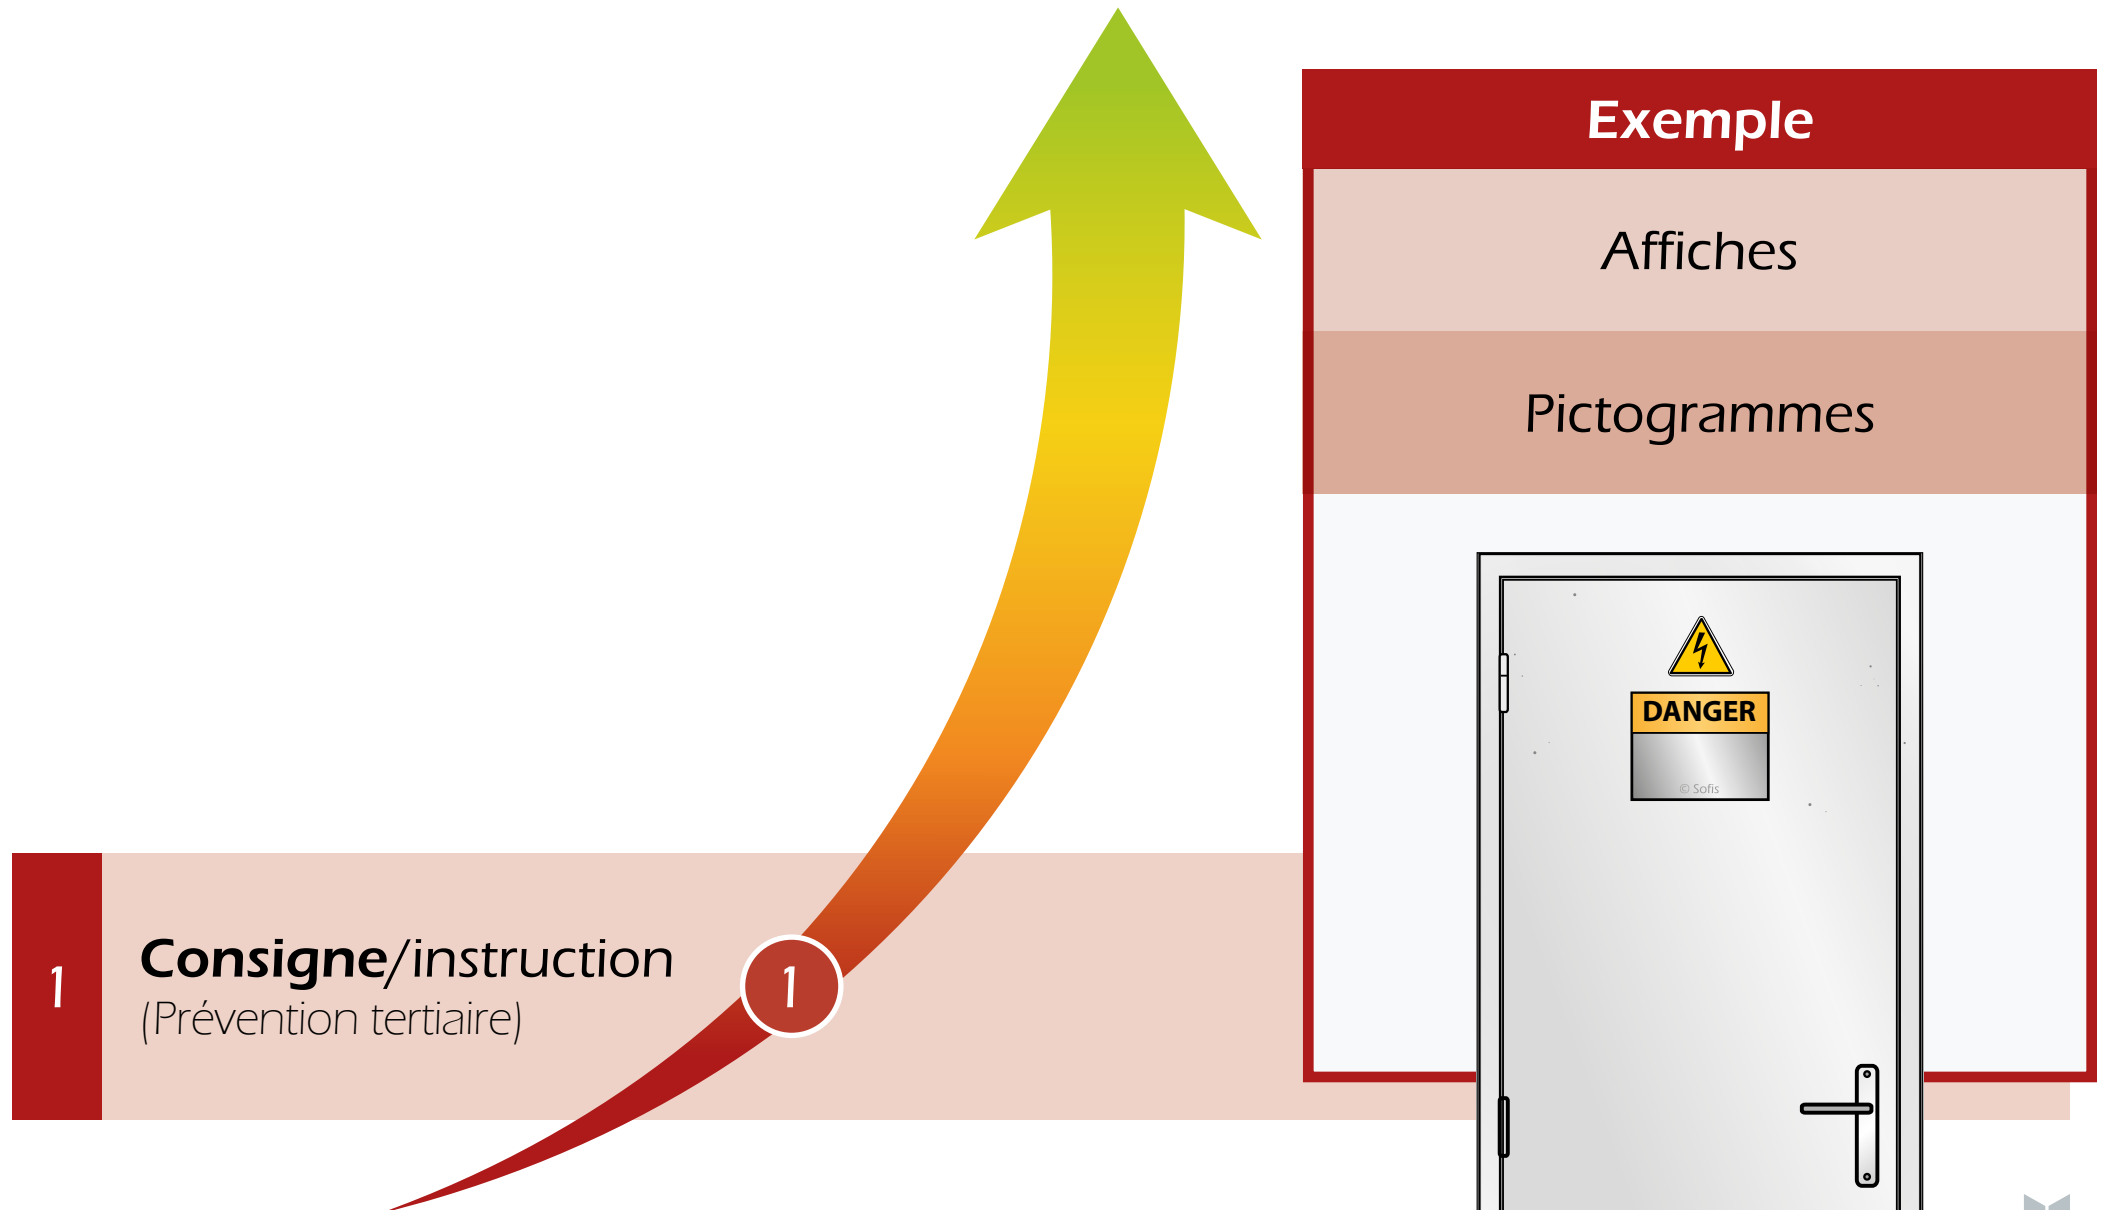 Exemple
Affiches
Pictogrammes
DANGER
© Sofis
1
Consigne/instruction
(Prévention tertiaire)
1